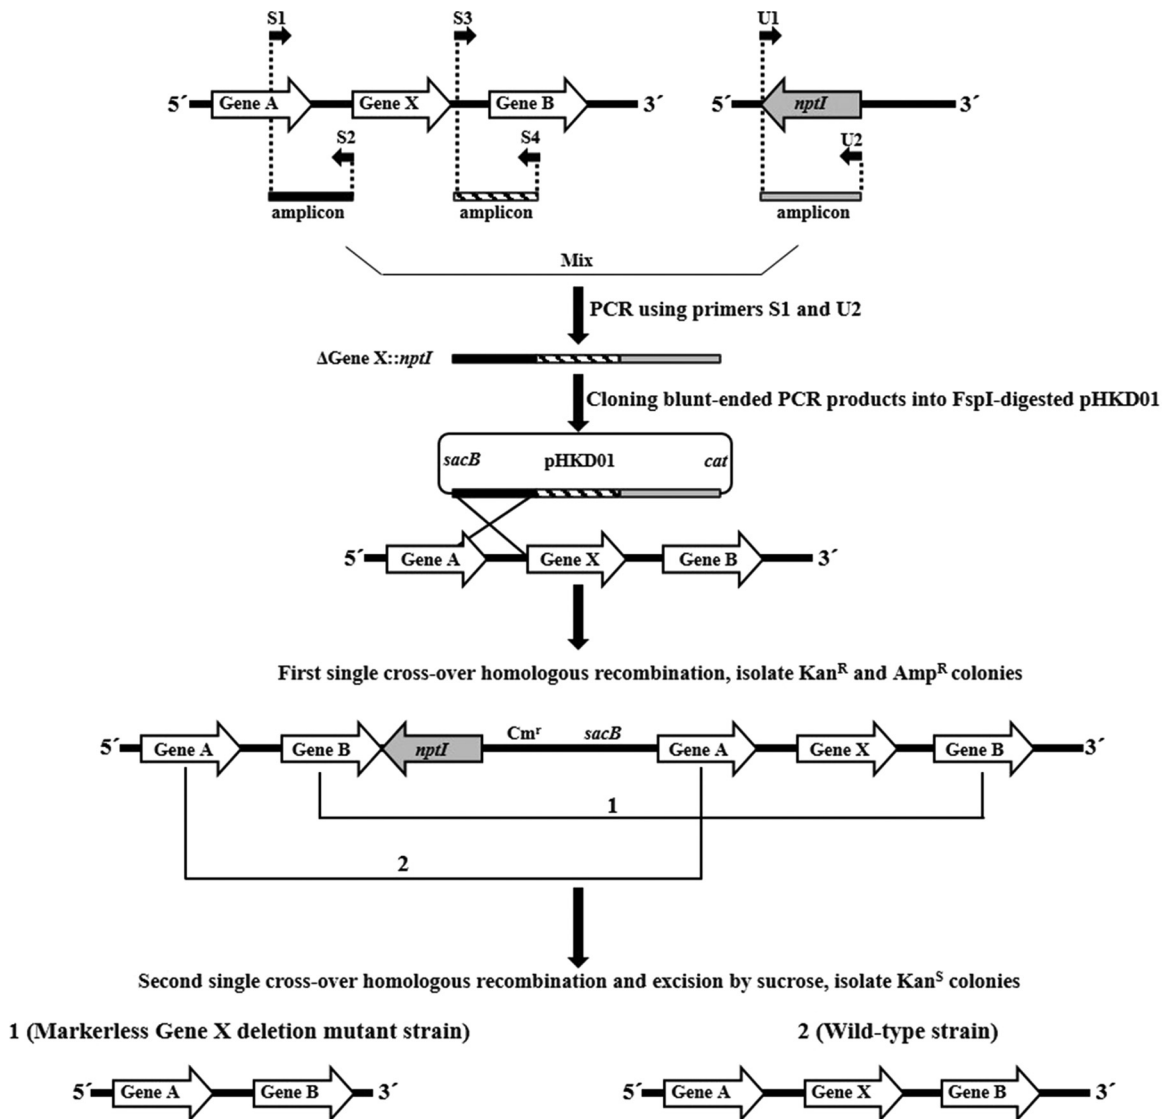 S1 S3 U1
5´ Gene A Gene X Gene B 3´ 5´ nptI 3´
S2 S4 U2
amplicon amplicon amplicon
Mix
PCR using primers S1 and U2
ΔGene X::nptI
Cloning blunt-ended PCR products into FspI-digested pHKD01
sacB pHKD01 cat
5´ Gene A Gene X Gene B 3´
First single cross-over homologous recombination, isolate Kan^R and Amp^R colonies
Cm^r sacB
5´ Gene A Gene B nptI Gene A Gene X Gene B 3´
1
2
Second single cross-over homologous recombination and excision by sucrose, isolate Kan^S colonies
1 (Markerless Gene X deletion mutant strain) 2 (Wild-type strain)
5´ Gene A Gene B 3´ 5´ Gene A Gene X Gene B 3´